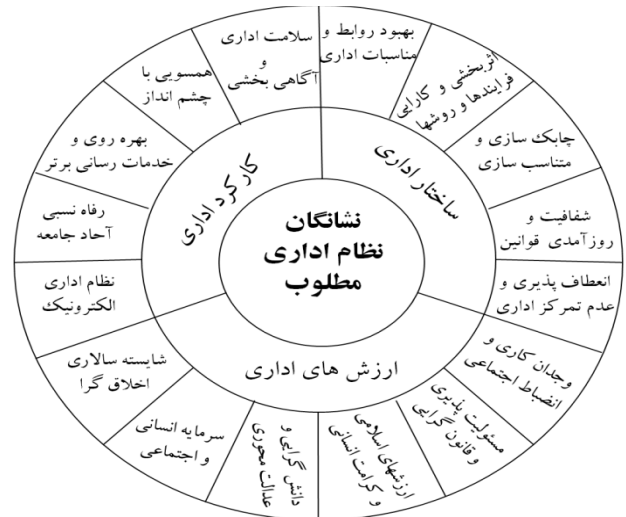 نشانگان
نظام اداری
مطلوب
ساختار اداری
کارکرد اداری
ارزش های اداری
بهبود روابط و
مناسبات اداری
اثربخشی و کارایی
فرایندها و روشها
چابک سازی و
متناسب سازی
شفافیت و
روزآمدی قوانین
انعطاف پذیری و
عدم تمرکز اداری
وجدان کاری و
انضباط اجتماعی
مسئولیت پذیری
و قانون گرایی
ارزشهای اسلامی
و کرامت انسانی
دانش گرایی و
عدالت محوری
سرمایه انسانی
و اجتماعی
شایسته سالاری
اخلاق گرا
نظام اداری
الکترونیک
رفاه نسبی
آحاد جامعه
بهره روی و
خدمات رسانی برتر
همسویی با
چشم انداز
سلامت اداری
و
آگاهی بخشی